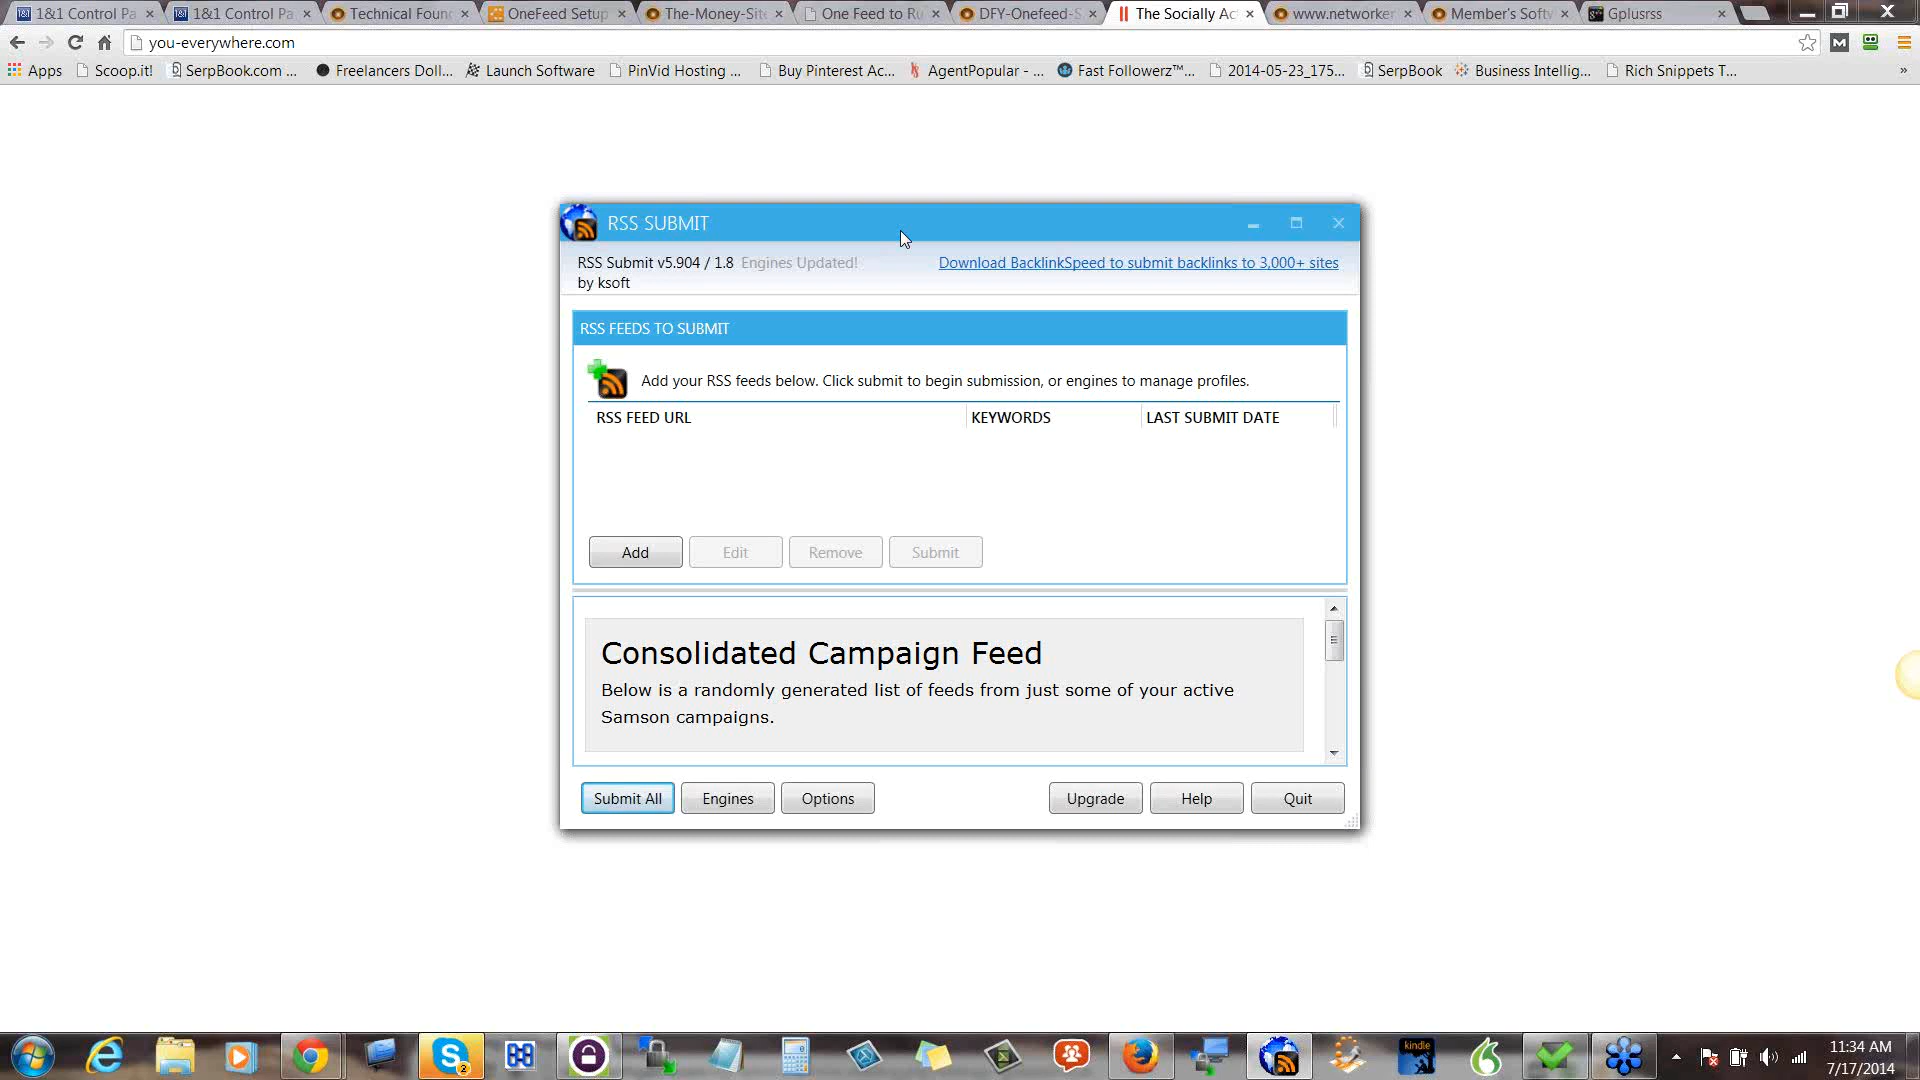 1&1 Control Pa
1&1 Control Pa
Technical Foun
OneFeed Setup
The-Money-Site
One Feed to Ru
DFY-Onefeed-S
The Socially Ac
www.networker
Member's Softw
Gplusrss
you-everywhere.com
Apps
Scoop.it!
SerpBook.com ...
Freelancers Doll...
Launch Software
PinVid Hosting ...
Buy Pinterest Ac...
AgentPopular - ...
Fast Followerz™...
2014-05-23_175...
SerpBook
Business Intellig...
Rich Snippets T...
»
RSS SUBMIT
RSS Submit v5.904 / 1.8 Engines Updated!
Download BacklinkSpeed to submit backlinks to 3,000+ sites
by ksoft
RSS FEEDS TO SUBMIT
Add your RSS feeds below. Click submit to begin submission, or engines to manage profiles.
RSS FEED URL KEYWORDS LAST SUBMIT DATE
Add Edit Remove Submit
Consolidated Campaign Feed
Below is a randomly generated list of feeds from just some of your active
Samson campaigns.
Submit All Engines Options Upgrade Help Quit
kindle
2
11:34 AM
7/17/2014